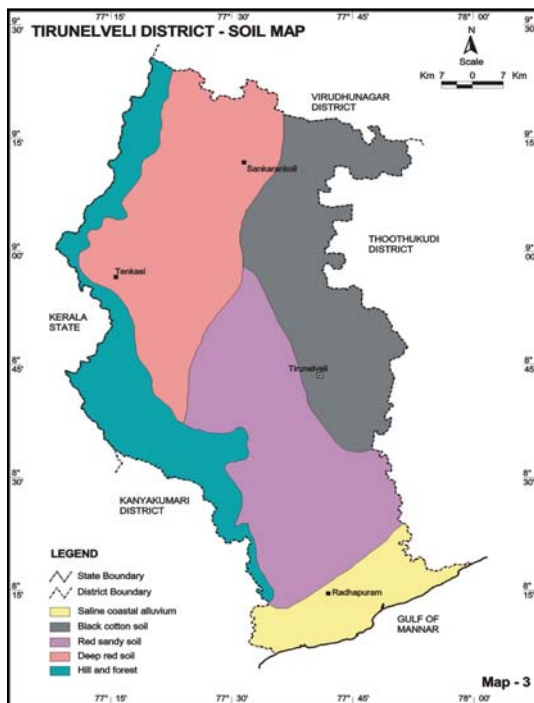 77° 15' 77° 30' 77° 45' 78° 00'
9° 30'
9° 30'
TIRUNELVELI DISTRICT - SOIL MAP
N
Scale
Km 7 0 7 Km
VIRUDHUNAGAR
DISTRICT
9° 15'
9° 15'
Sankarankoil
THOOTHUKUDI
DISTRICT
9° 00'
9° 00'
Tenkasi
KERALA
STATE
8° 45'
8° 45'
Tirunelveli
8° 30'
8° 30'
KANYAKUMARI
DISTRICT
LEGEND
State Boundary
District Boundary
Saline coastal alluvium
Black cotton soil
Red sandy soil
Deep red soil
Hill and forest
8° 15'
8° 15'
Radhapuram
GULF OF
MANNAR
Map - 3
77° 15' 77° 30' 77° 45' 78° 00'